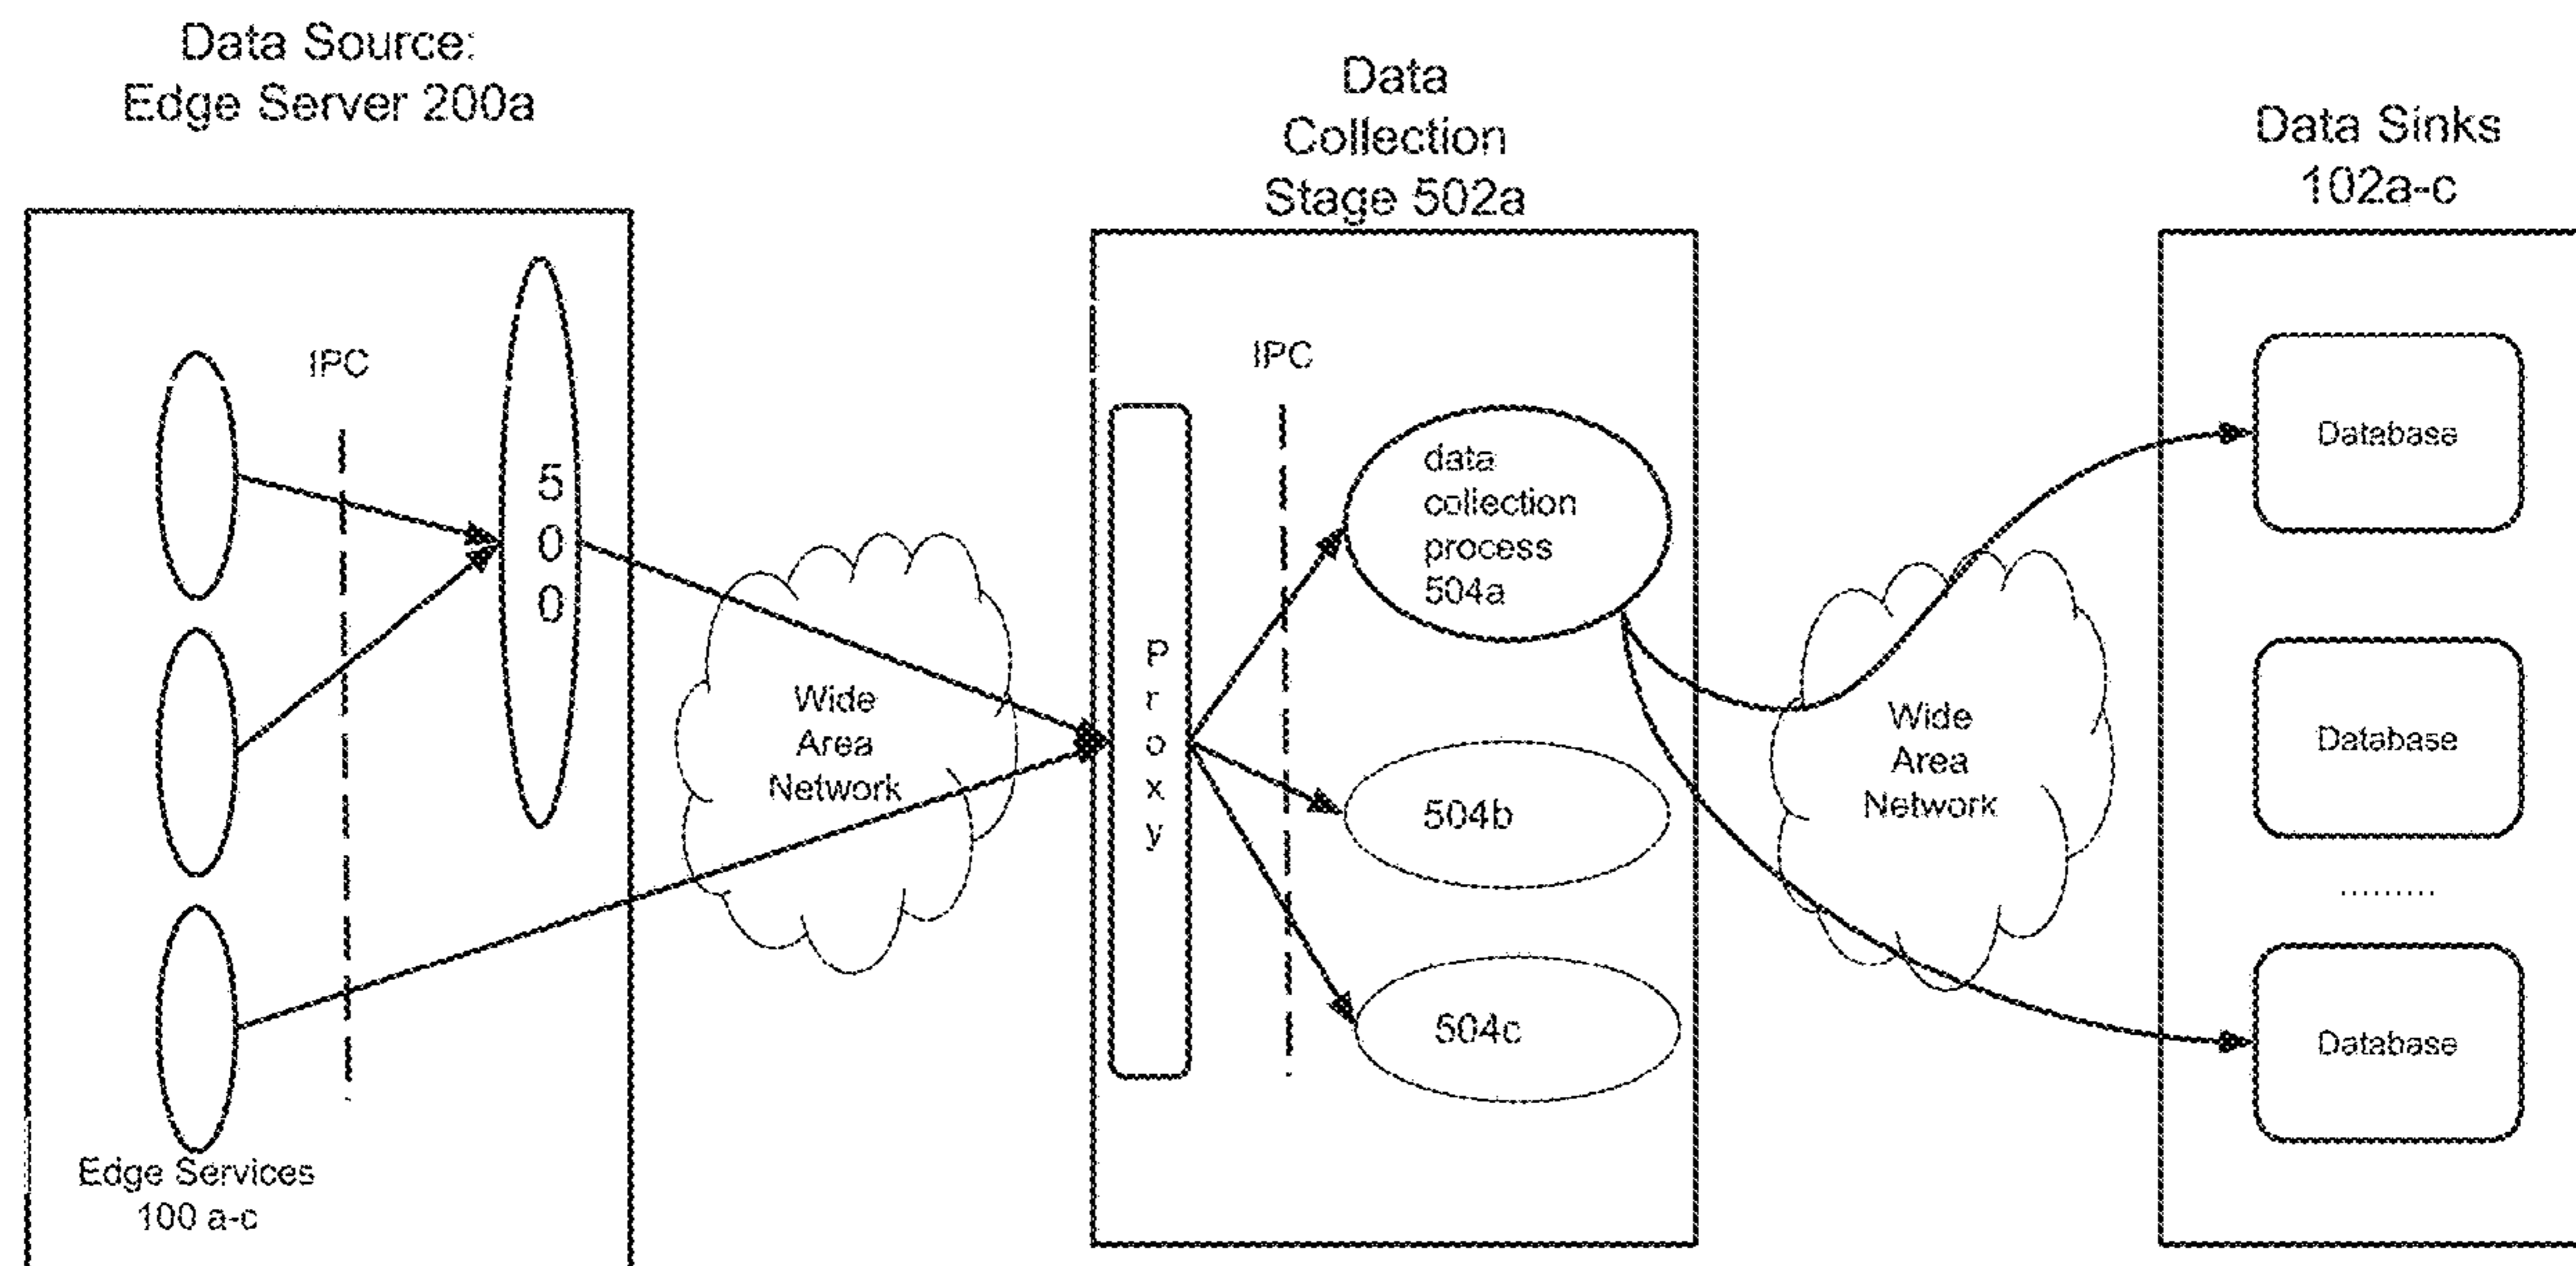 Data Source:
Edge Server 200a
IPC
5
0
0
Edge Services
100 a-c
Wide
Area
Network
Data
Collection
Stage 502a
IPC
P
r
o
x
y
data
collection
process
504a
504b
504c
Wide
Area
Network
Data Sinks
102a-c
Database
Database
.........
Database